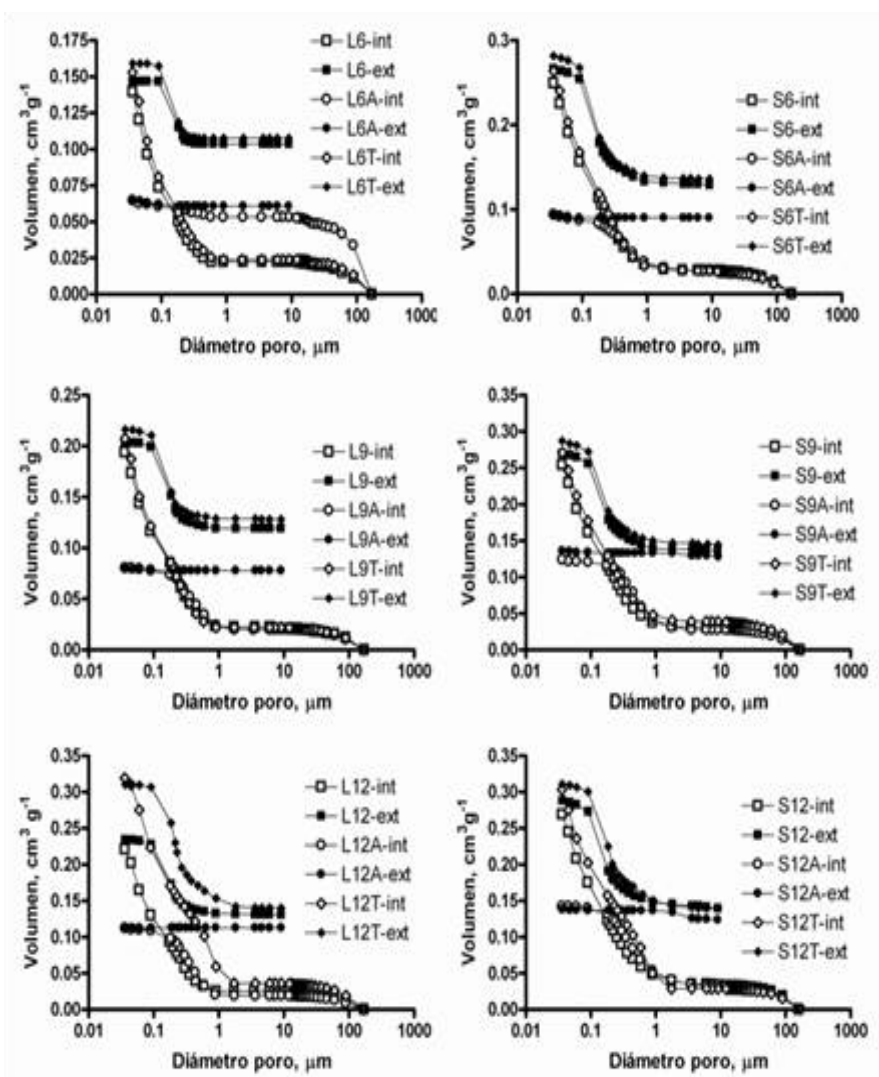 Volumen, cm³g⁻¹
0.175
0.150
0.125
0.100
0.075
0.050
0.025
0.000
0.01 0.1 1 10 100 1000
Diámetro poro, μm
L6-int
L6-ext
L6A-int
L6A-ext
L6T-int
L6T-ext
Volumen, cm³g⁻¹
0.3
0.2
0.1
0.0
0.01 0.1 1 10 100 1000
Diámetro poro, μm
S6-int
S6-ext
S6A-int
S6A-ext
S6T-int
S6T-ext
Volumen, cm³g⁻¹
0.25
0.20
0.15
0.10
0.05
0.00
0.01 0.1 1 10 100 1000
Diámetro poro, μm
L9-int
L9-ext
L9A-int
L9A-ext
L9T-int
L9T-ext
Volumen, cm³g⁻¹
0.35
0.30
0.25
0.20
0.15
0.10
0.05
0.00
0.01 0.1 1 10 100 1000
Diámetro poro, μm
S9-int
S9-ext
S9A-int
S9A-ext
S9T-int
S9T-ext
Volumen, cm³ g⁻¹
0.35
0.30
0.25
0.20
0.15
0.10
0.05
0.00
0.01 0.1 1 10 100 1000
Diámetro poro, μm
L12-int
L12-ext
L12A-int
L12A-ext
L12T-int
L12T-ext
Volumen, cm³ g⁻¹
0.35
0.30
0.25
0.20
0.15
0.10
0.05
0.00
0.01 0.1 1 10 100 1000
Diámetro poro, μm
S12-int
S12-ext
S12A-int
S12A-ext
S12T-int
S12T-ext